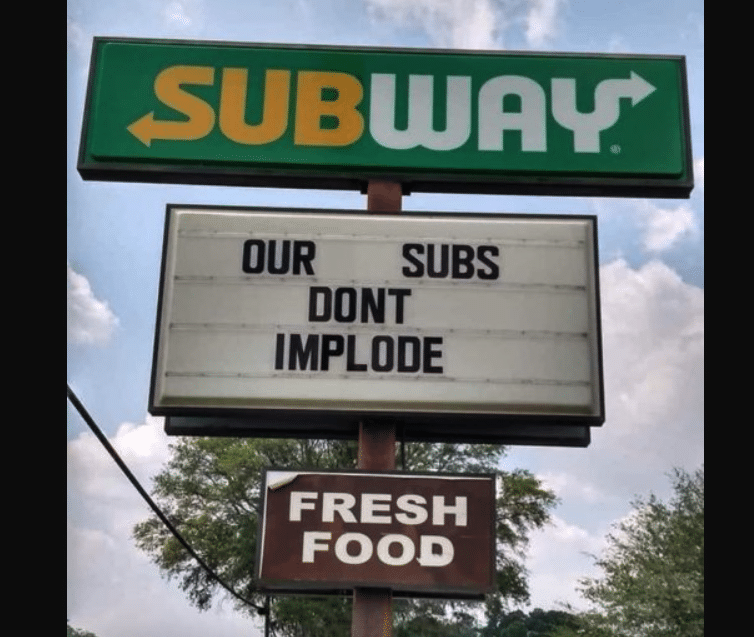 SUBWAY®
OUR SUBS
DONT
IMPLODE
FRESH
FOOD